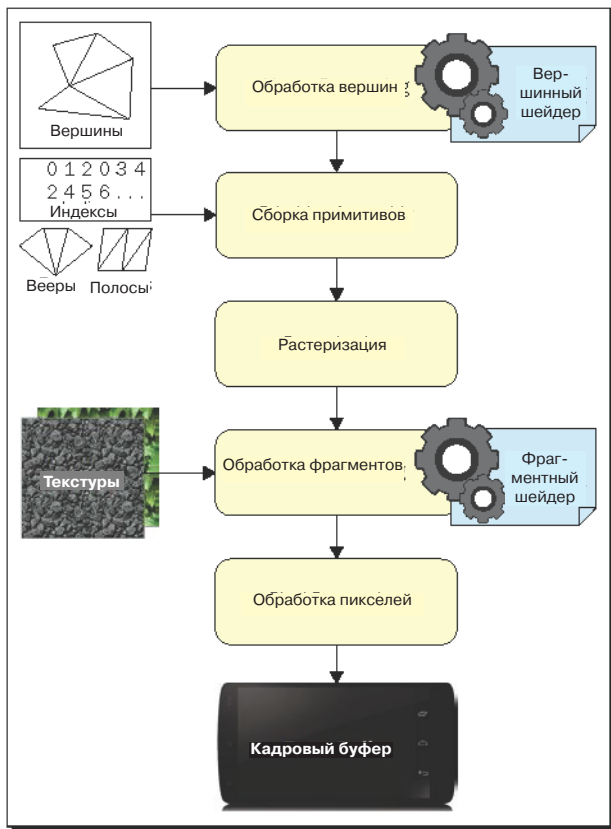 Вершины
Обработка вершин
Вер-
шинный
шейдер
0 1 2 0 3 4
2 4 5 6 . . .
Индексы
Сборка примитивов
Вееры
Полосы
Растеризация
Текстуры
Обработка фрагментов
Фраг-
ментный
шейдер
Обработка пикселей
Кадровый буфер